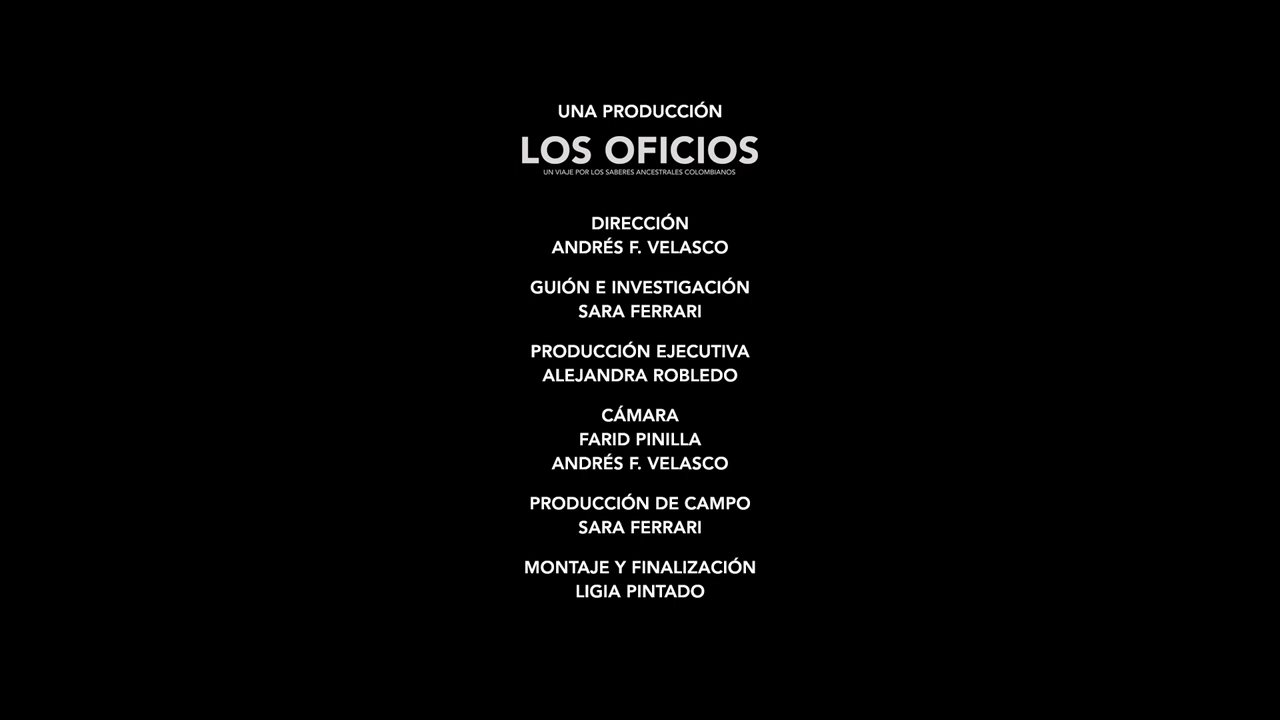 UNA PRODUCCIÓN
LOS OFICIOS
UN VIAJE POR LOS SABERES ANCESTRALES COLOMBIANOS
DIRECCIÓN
ANDRÉS F. VELASCO
GUIÓN E INVESTIGACIÓN
SARA FERRARI
PRODUCCIÓN EJECUTIVA
ALEJANDRA ROBLEDO
CÁMARA
FARID PINILLA
ANDRÉS F. VELASCO
PRODUCCIÓN DE CAMPO
SARA FERRARI
MONTAJE Y FINALIZACIÓN
LIGIA PINTADO